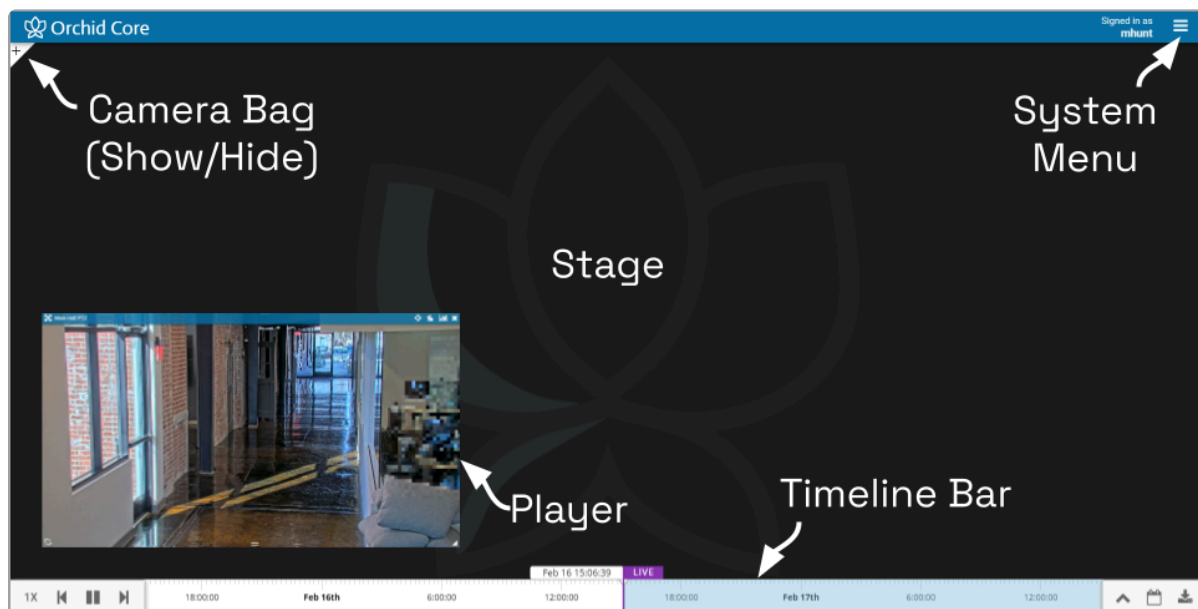 Orchid Core
Signed in as
mhunt
+
Camera Bag
(Show/Hide)
System
Menu
Stage
Player
Timeline Bar
Feb 16 15:06:39
LIVE
1X
18:00:00
Feb 16th
6:00:00
12:00:00
18:00:00
Feb 17th
6:00:00
12:00:00